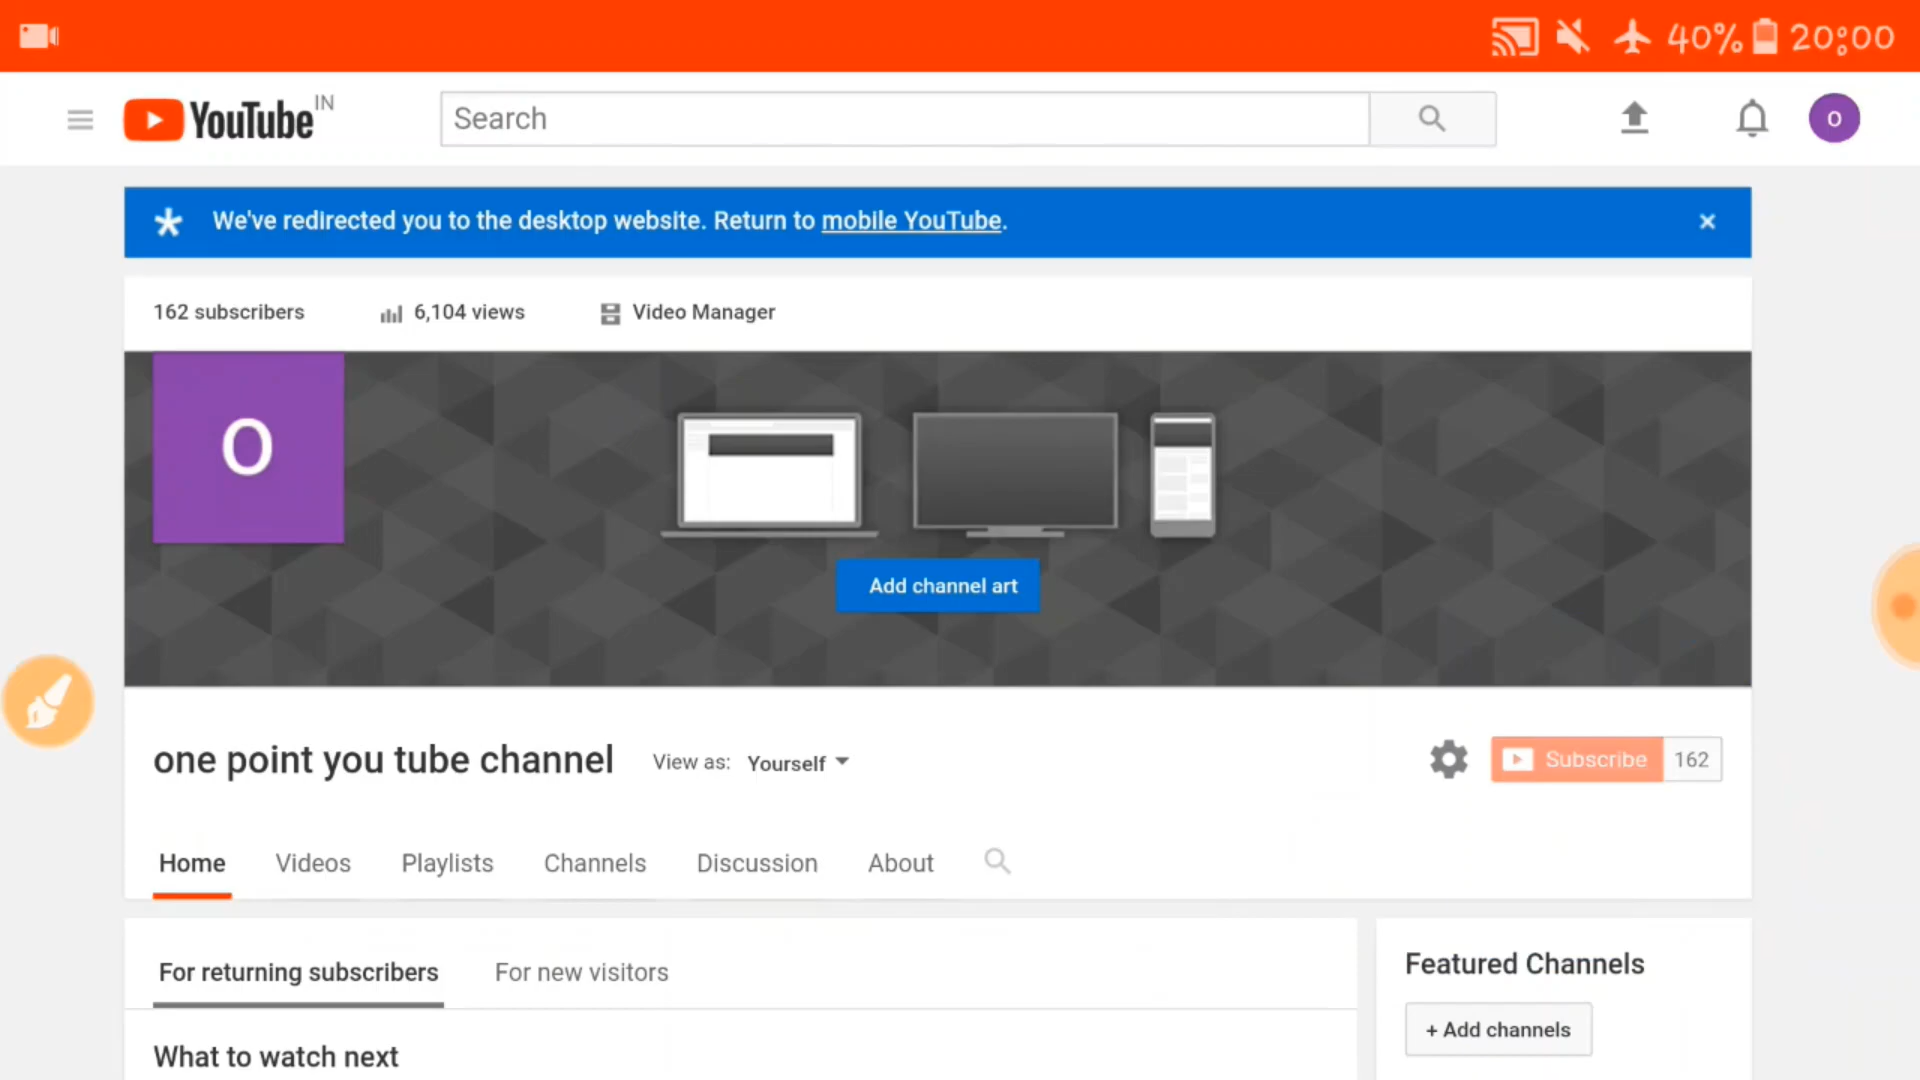 40% 20:00
YouTube IN
Search
O
We've redirected you to the desktop website. Return to mobile YouTube.
162 subscribers 6,104 views Video Manager
O
Add channel art
one point you tube channel View as: Yourself
Subscribe 162
Home Videos Playlists Channels Discussion About
For returning subscribers For new visitors
Featured Channels
+ Add channels
What to watch next